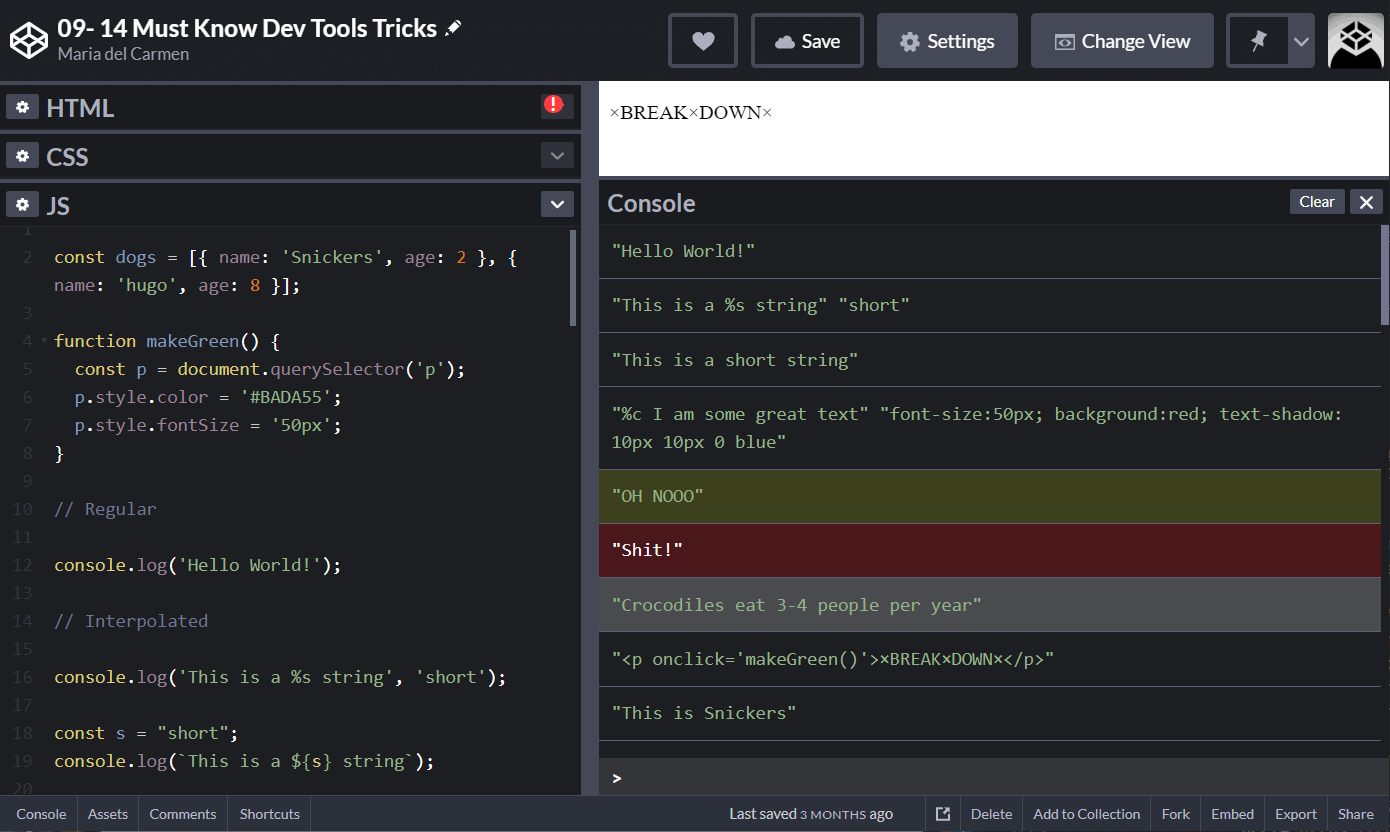 09- 14 Must Know Dev Tools Tricks
Maria del Carmen
Save
Settings
Change View
HTML
!
CSS
JS
1
2 const dogs = [{ name: 'Snickers', age: 2 }, {
name: 'hugo', age: 8 }];
3
4 function makeGreen() {
5 const p = document.querySelector('p');
6 p.style.color = '#BADA55';
7 p.style.fontSize = '50px';
8 }
9
10 // Regular
11
12 console.log('Hello World!');
13
14 // Interpolated
15
16 console.log('This is a %s string', 'short');
17
18 const s = "short";
19 console.log(`This is a ${s} string`);
20
×BREAK×DOWN×
Console
Clear
"Hello World!"
"This is a %s string" "short"
"This is a short string"
"%c I am some great text" "font-size:50px; background:red; text-shadow:
10px 10px 0 blue"
"OH NOOO"
"Shit!"
"Crocodiles eat 3-4 people per year"
"<p onclick='makeGreen()'>×BREAK×DOWN×</p>"
"This is Snickers"
>
Console
Assets
Comments
Shortcuts
Last saved 3 MONTHS ago
Delete
Add to Collection
Fork
Embed
Export
Share